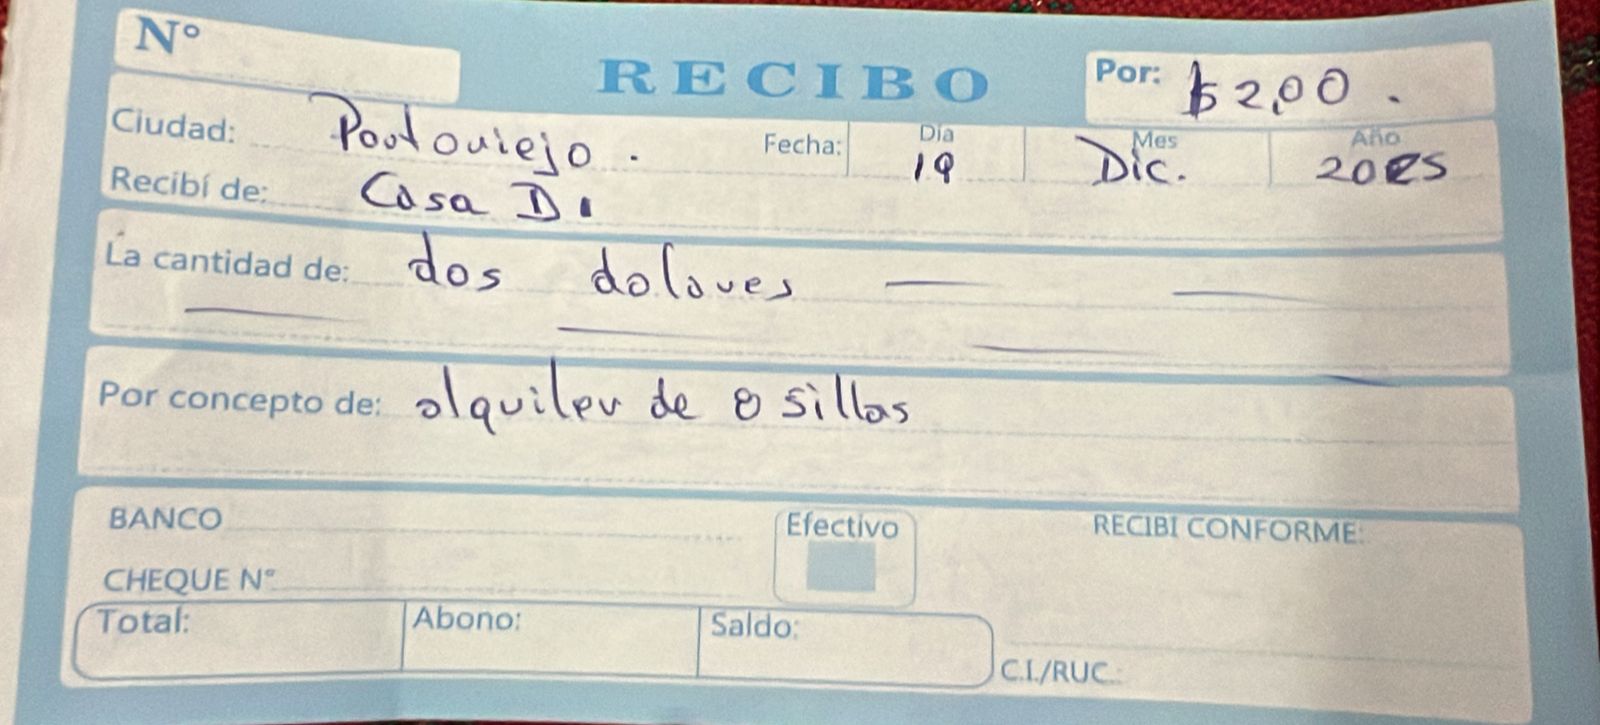 N°
RECIBO
Por: $ 2,00.
Ciudad: Portoviejo. Fecha: Día 19 Mes Dic. Año 2025
Recibí de: Casa D.
La cantidad de: dos dolares — —
— — —
Por concepto de: alquiler de 8 sillas
BANCO
Efectivo
RECIBI CONFORME:
CHEQUE N°
Total: Abono: Saldo:
C.I./RUC.: